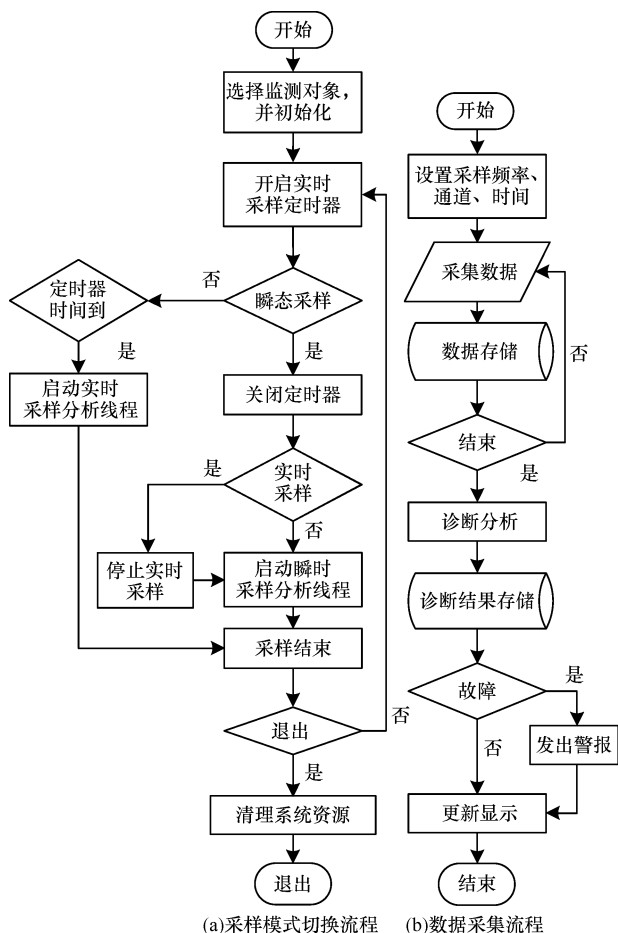 开始
选择监测对象，
并初始化
开启实时
采样定时器
瞬态采样
否
定时器
时间到
是
启动实时
采样分析线程
是
关闭定时器
实时
采样
是
否
停止实时
采样
启动瞬时
采样分析线程
采样结束
退出
否
是
清理系统资源
退出
(a)采样模式切换流程
开始
设置采样频率、
通道、时间
采集数据
数据存储
否
结束
是
诊断分析
诊断结果存储
故障
是
否
发出警报
更新显示
结束
(b)数据采集流程